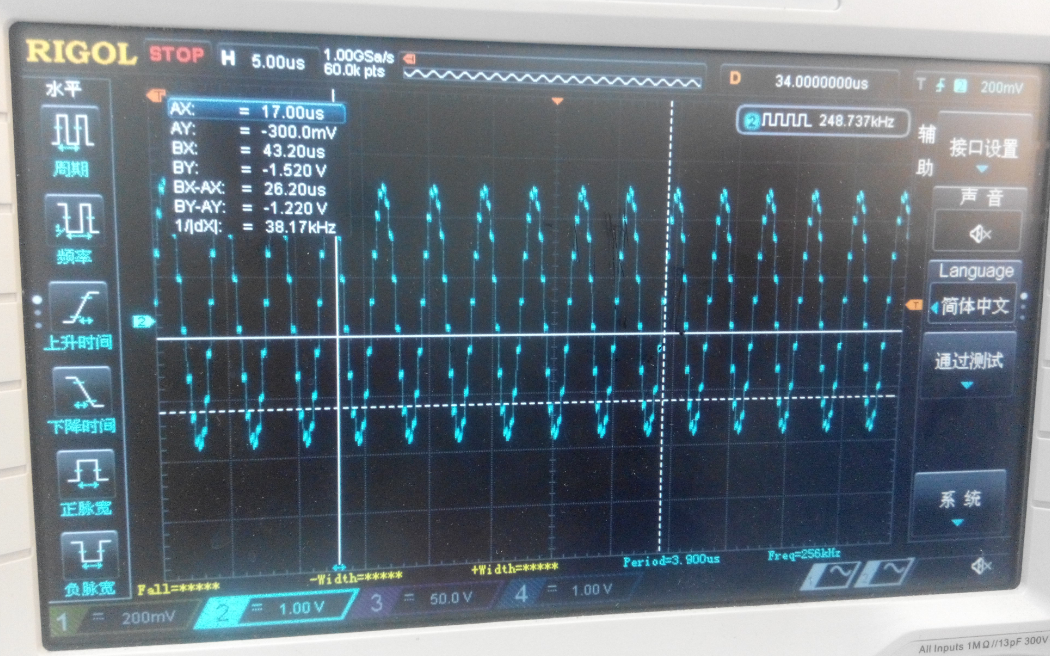 RIGOL STOP H 5.00us 1.00GSa/s
60.0k pts
D 34.0000000us
T 2 200mV
水平
周期
频率
上升时间
下降时间
正脉宽
负脉宽
T
AX: = 17.00us
AY: = -300.0mV
BX: = 43.20us
BY: = -1.520 V
BX-AX: = 26.20us
BY-AY: = -1.220 V
1/|dX|: = 38.17kHz
2 248.737kHz
2
T
辅助
接口设置
声音
Language
简体中文
通过测试
系统
Fall=***** -Width=***** +Width=***** Period=3.900us Freq=256kHz
1 = 200mV 2 = 1.00 V 3 = 50.0 V 4 = 1.00 V
All Inputs 1MΩ//13pF 300V